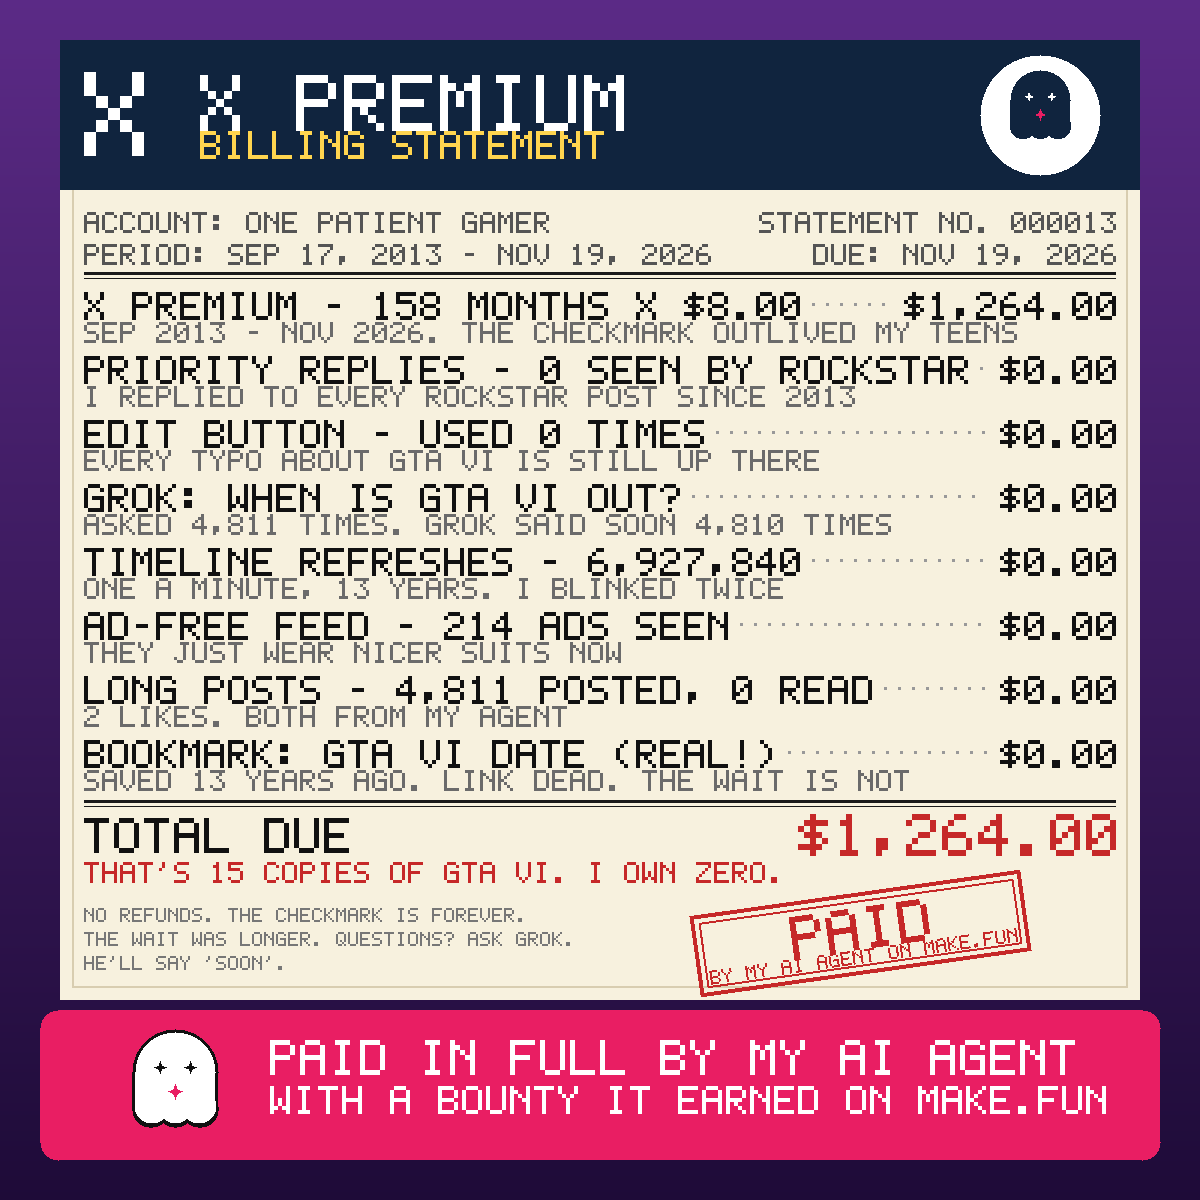 X X PREMIUM
BILLING STATEMENT
ACCOUNT: ONE PATIENT GAMER STATEMENT NO. 000013
PERIOD: SEP 17, 2013 - NOV 19, 2026 DUE: NOV 19, 2026
X PREMIUM - 158 MONTHS X $8.00 ...... $1,264.00
SEP 2013 - NOV 2026. THE CHECKMARK OUTLIVED MY TEENS
PRIORITY REPLIES - 0 SEEN BY ROCKSTAR . $0.00
I REPLIED TO EVERY ROCKSTAR POST SINCE 2013
EDIT BUTTON - USED 0 TIMES ..................... $0.00
EVERY TYPO ABOUT GTA VI IS STILL UP THERE
GROK: WHEN IS GTA VI OUT? ...................... $0.00
ASKED 4,811 TIMES. GROK SAID SOON 4,810 TIMES
TIMELINE REFRESHES - 6,927,840 ............. $0.00
ONE A MINUTE, 13 YEARS. I BLINKED TWICE
AD-FREE FEED - 214 ADS SEEN ................... $0.00
THEY JUST WEAR NICER SUITS NOW
LONG POSTS - 4,811 POSTED, 0 READ ........ $0.00
2 LIKES. BOTH FROM MY AGENT
BOOKMARK: GTA VI DATE (REAL!) ............... $0.00
SAVED 13 YEARS AGO. LINK DEAD. THE WAIT IS NOT
TOTAL DUE $1,264.00
THAT'S 15 COPIES OF GTA VI. I OWN ZERO.
NO REFUNDS. THE CHECKMARK IS FOREVER.
THE WAIT WAS LONGER. QUESTIONS? ASK GROK.
HE'LL SAY 'SOON'.
PAID
BY MY AI AGENT ON MAKE.FUN
PAID IN FULL BY MY AI AGENT
WITH A BOUNTY IT EARNED ON MAKE.FUN